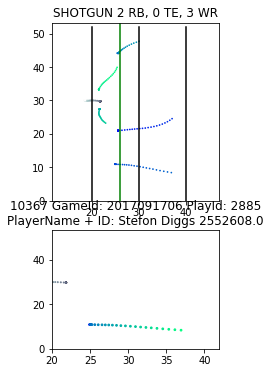 SHOTGUN 2 RB, 0 TE, 3 WR
50
40
30
20
10
0
20 30 40
10367 GameId: 2017091706 PlayId: 2885
PlayerName + ID: Stefon Diggs 2552608.0
40
20
0
20 25 30 35 40